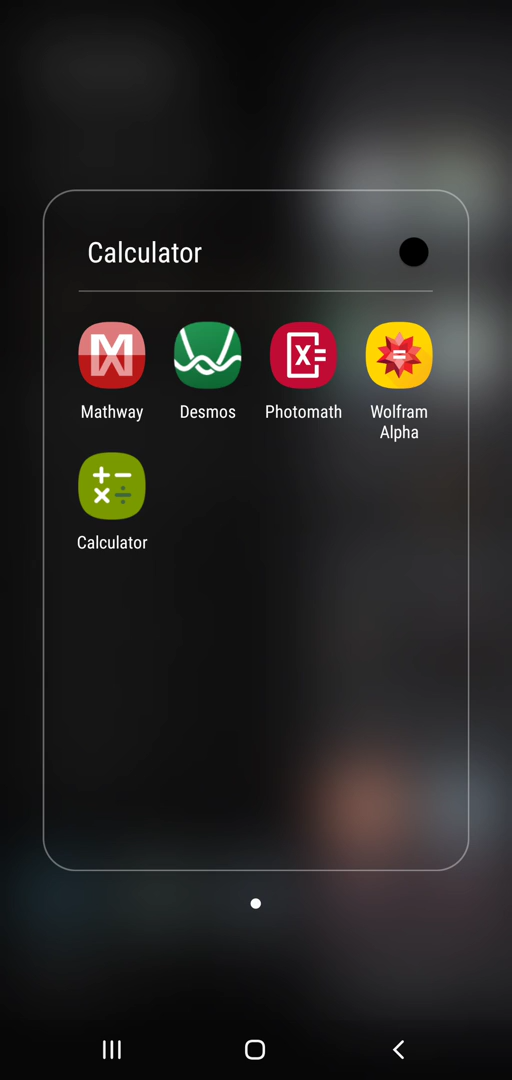 Calculator
Mathway
Desmos
Photomath
Wolfram
Alpha
Calculator